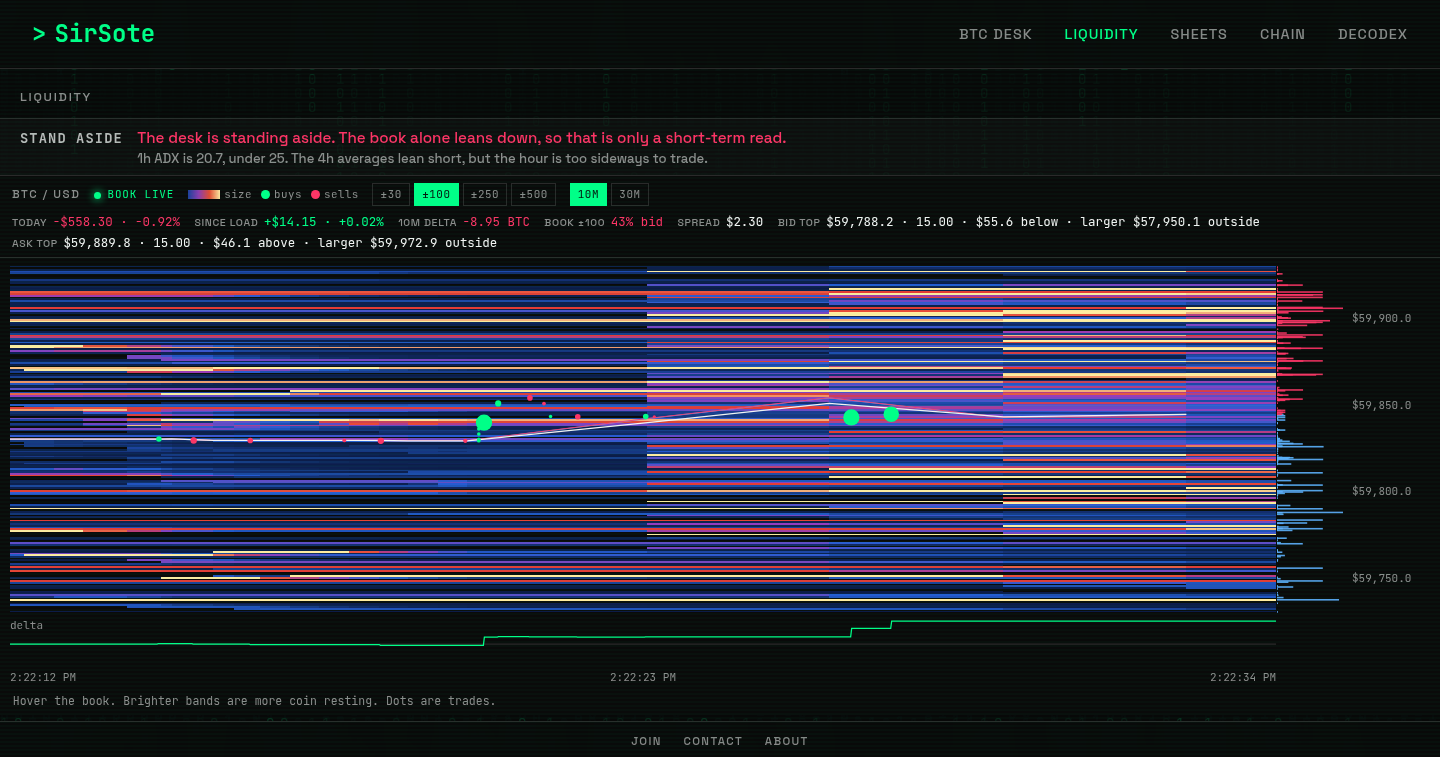 > SirSote
BTC DESK LIQUIDITY SHEETS CHAIN DECODEX
LIQUIDITY
STAND ASIDE The desk is standing aside. The book alone leans down, so that is only a short-term read.
1h ADX is 20.7, under 25. The 4h averages lean short, but the hour is too sideways to trade.
BTC / USD BOOK LIVE size buys sells ±30 ±100 ±250 ±500 10M 30M
TODAY -$558.30 · -0.92% SINCE LOAD +$14.15 · +0.02% 10M DELTA -8.95 BTC BOOK ±100 43% bid SPREAD $2.30 BID TOP $59,788.2 · 15.00 · $55.6 below · larger $57,950.1 outside
ASK TOP $59,889.8 · 15.00 · $46.1 above · larger $59,972.9 outside
$59,900.0
$59,850.0
$59,800.0
$59,750.0
delta
2:22:12 PM 2:22:23 PM 2:22:34 PM
Hover the book. Brighter bands are more coin resting. Dots are trades.
JOIN CONTACT ABOUT